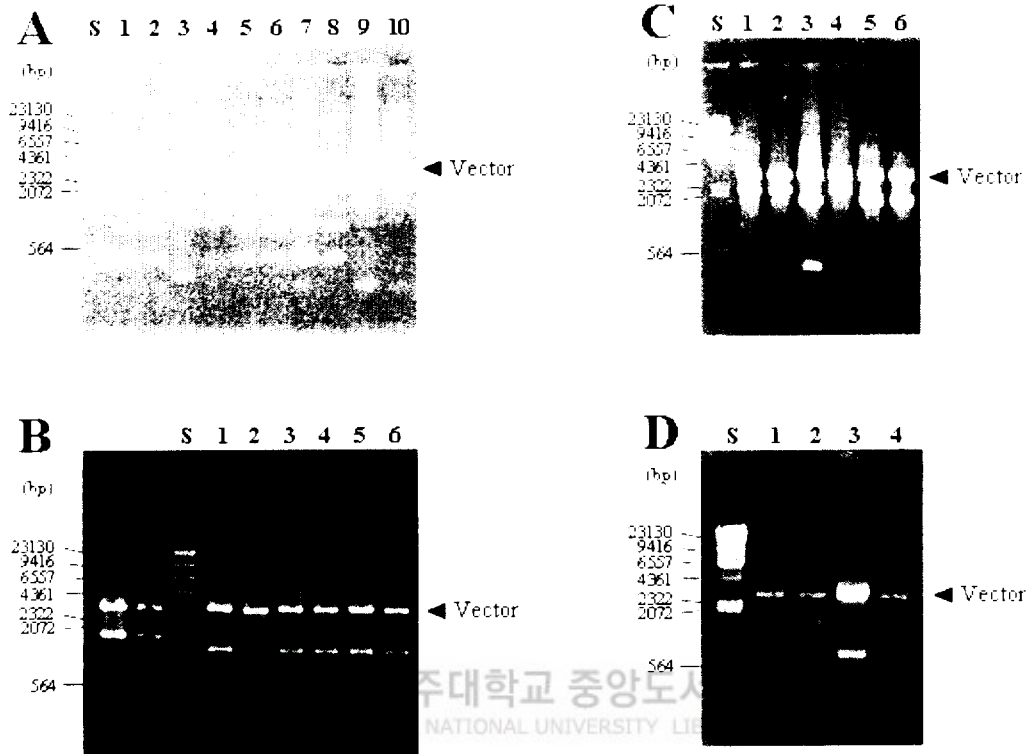 A
S 1 2 3 4 5 6 7 8 9 10
(bp)
23130
9416
6557
4361
2322
2072
564
Vector
C
S 1 2 3 4 5 6
23130
9416
6557
4361
2322
2072
564
Vector
B
S 1 2 3 4 5 6
(bp)
23130
9416
6557
4361
2322
2072
564
Vector
D
S 1 2 3 4
(bp)
23130
9416
6557
4361
2322
2072
564
Vector
주대학교 중앙도서
NATIONAL UNIVERSITY LIB